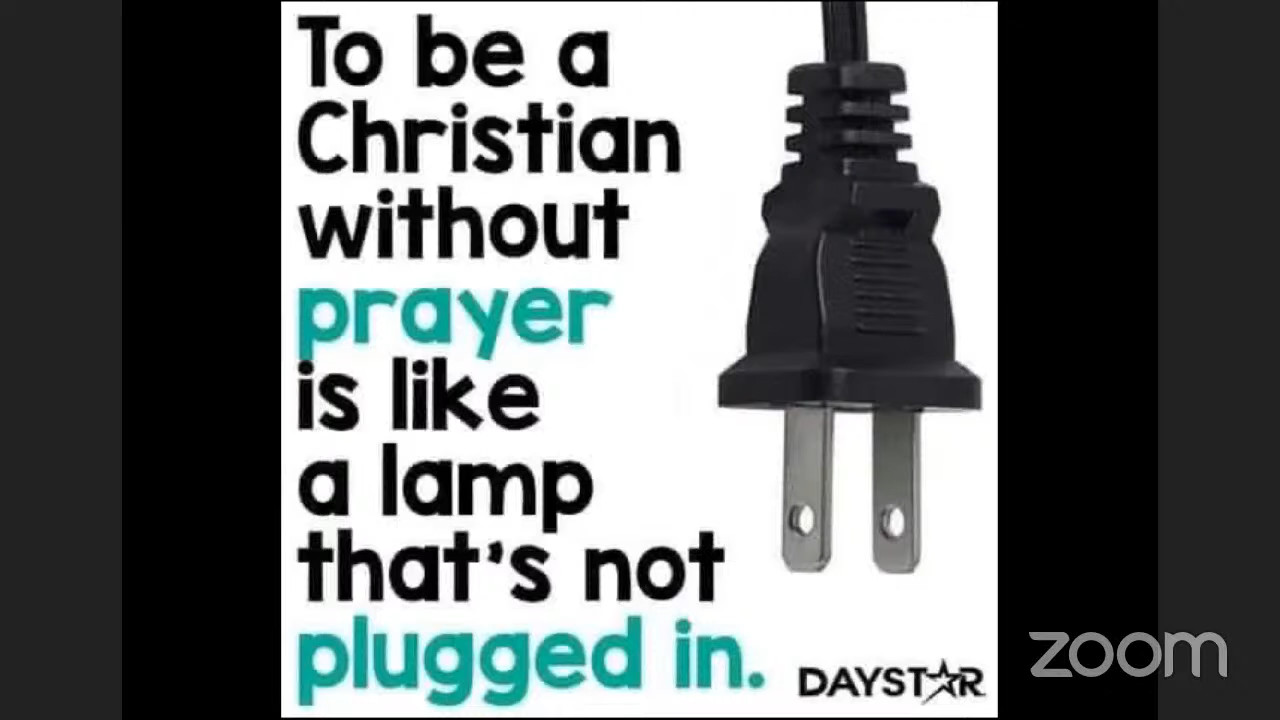 To be a
Christian
without
prayer
is like
a lamp
that's not
plugged in.
DAYSTAR
zoom